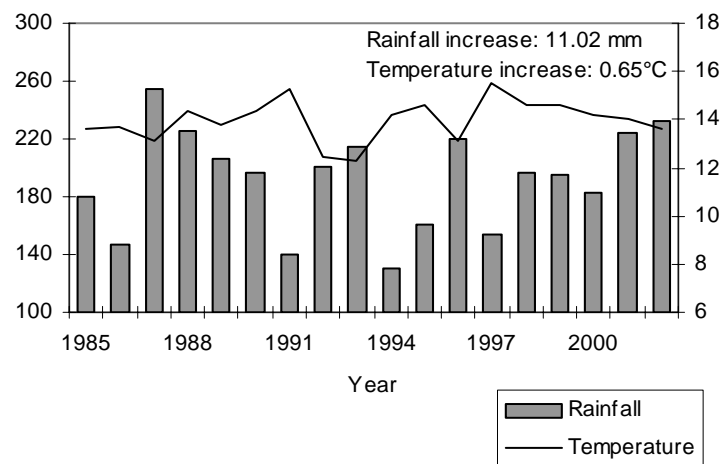 300
260
220
180
140
100
18
16
14
12
10
8
6
Rainfall increase: 11.02 mm
Temperature increase: 0.65°C
1985 1988 1991 1994 1997 2000
Year
Rainfall
Temperature